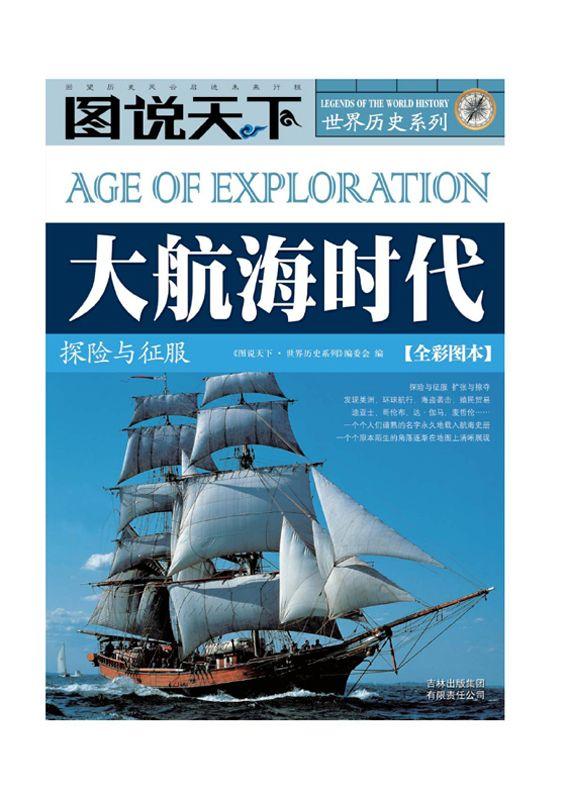 回望历史风云启迪未来行程
图说天下
LEGENDS OF THE WORLD HISTORY
世界历史系列
AGE OF EXPLORATION
大航海时代
探险与征服
《图说天下·世界历史系列》编委会 编
【全彩图本】
探险与征服 扩张与掠夺
发现美洲、环球航行、海盗袭击、殖民贸易
迪亚士、哥伦布、达·伽马、麦哲伦……
一个个人们谙熟的名字永久地载入航海史册
一个个原本陌生的角落逐渐在地图上清晰展现
吉林出版集团
有限责任公司